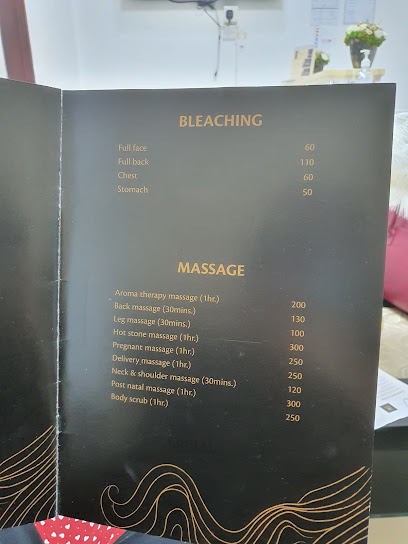 BLEACHING
Full face 60
Full back 110
Chest 60
Stomach 50
MASSAGE
Aroma therapy massage (1hr.) 200
Back massage (30mins.) 130
Leg massage (30mins.) 100
Hot stone massage (1hr.) 300
Pregnant massage (1hr.) 250
Delivery massage (1hr.) 250
Neck & shoulder massage (30mins.) 120
Post natal massage (1hr.) 300
Body scrub (1hr.) 250